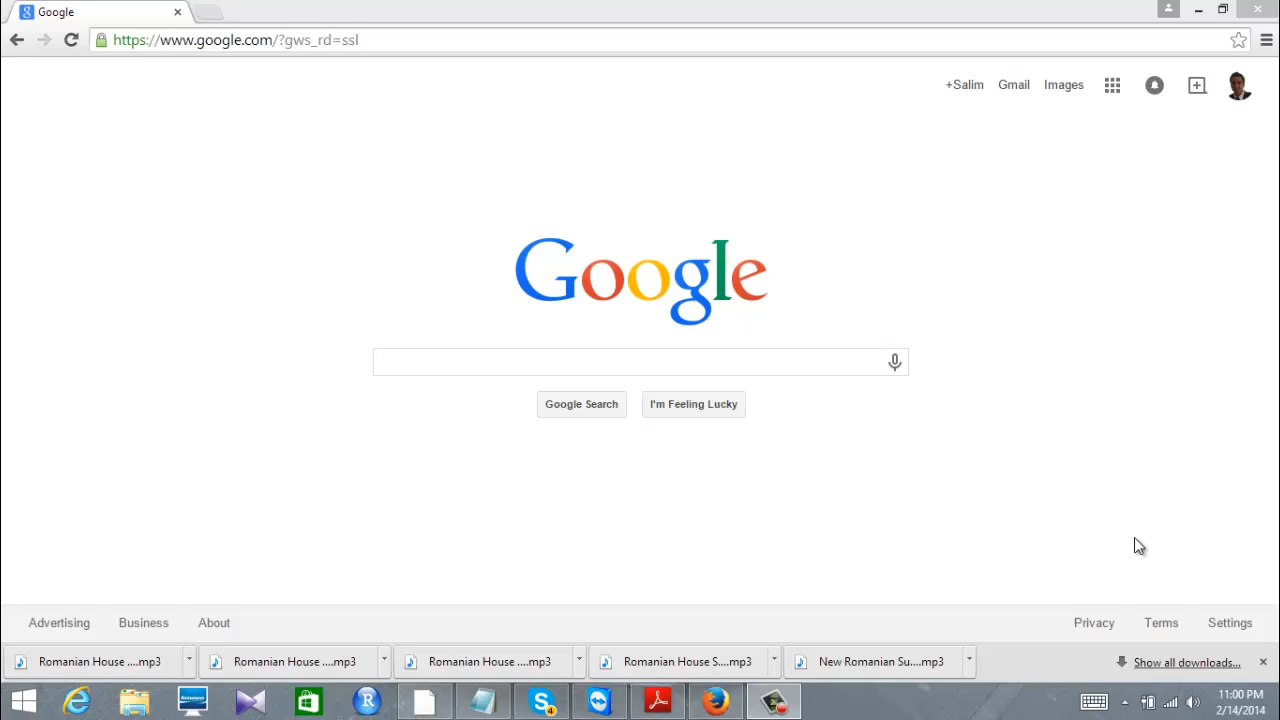 Google
https://www.google.com/?gws_rd=ssl
+Salim Gmail Images
Google
Google Search I'm Feeling Lucky
Advertising Business About Privacy Terms Settings
Romanian House ....mp3 Romanian House ....mp3 Romanian House ....mp3 Romanian House S....mp3 New Romanian Su....mp3 Show all downloads...
11:00 PM
2/14/2014